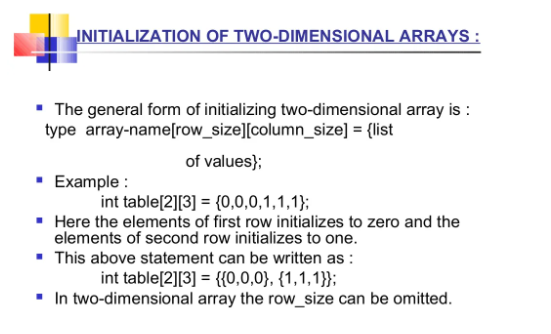 INITIALIZATION OF TWO-DIMENSIONAL ARRAYS :
▪ The general form of initializing two-dimensional array is :
type array-name[row_size][column_size] = {list
of values};
▪ Example :
int table[2][3] = {0,0,0,1,1,1};
▪ Here the elements of first row initializes to zero and the
elements of second row initializes to one.
▪ This above statement can be written as :
int table[2][3] = {{0,0,0}, {1,1,1}};
▪ In two-dimensional array the row_size can be omitted.